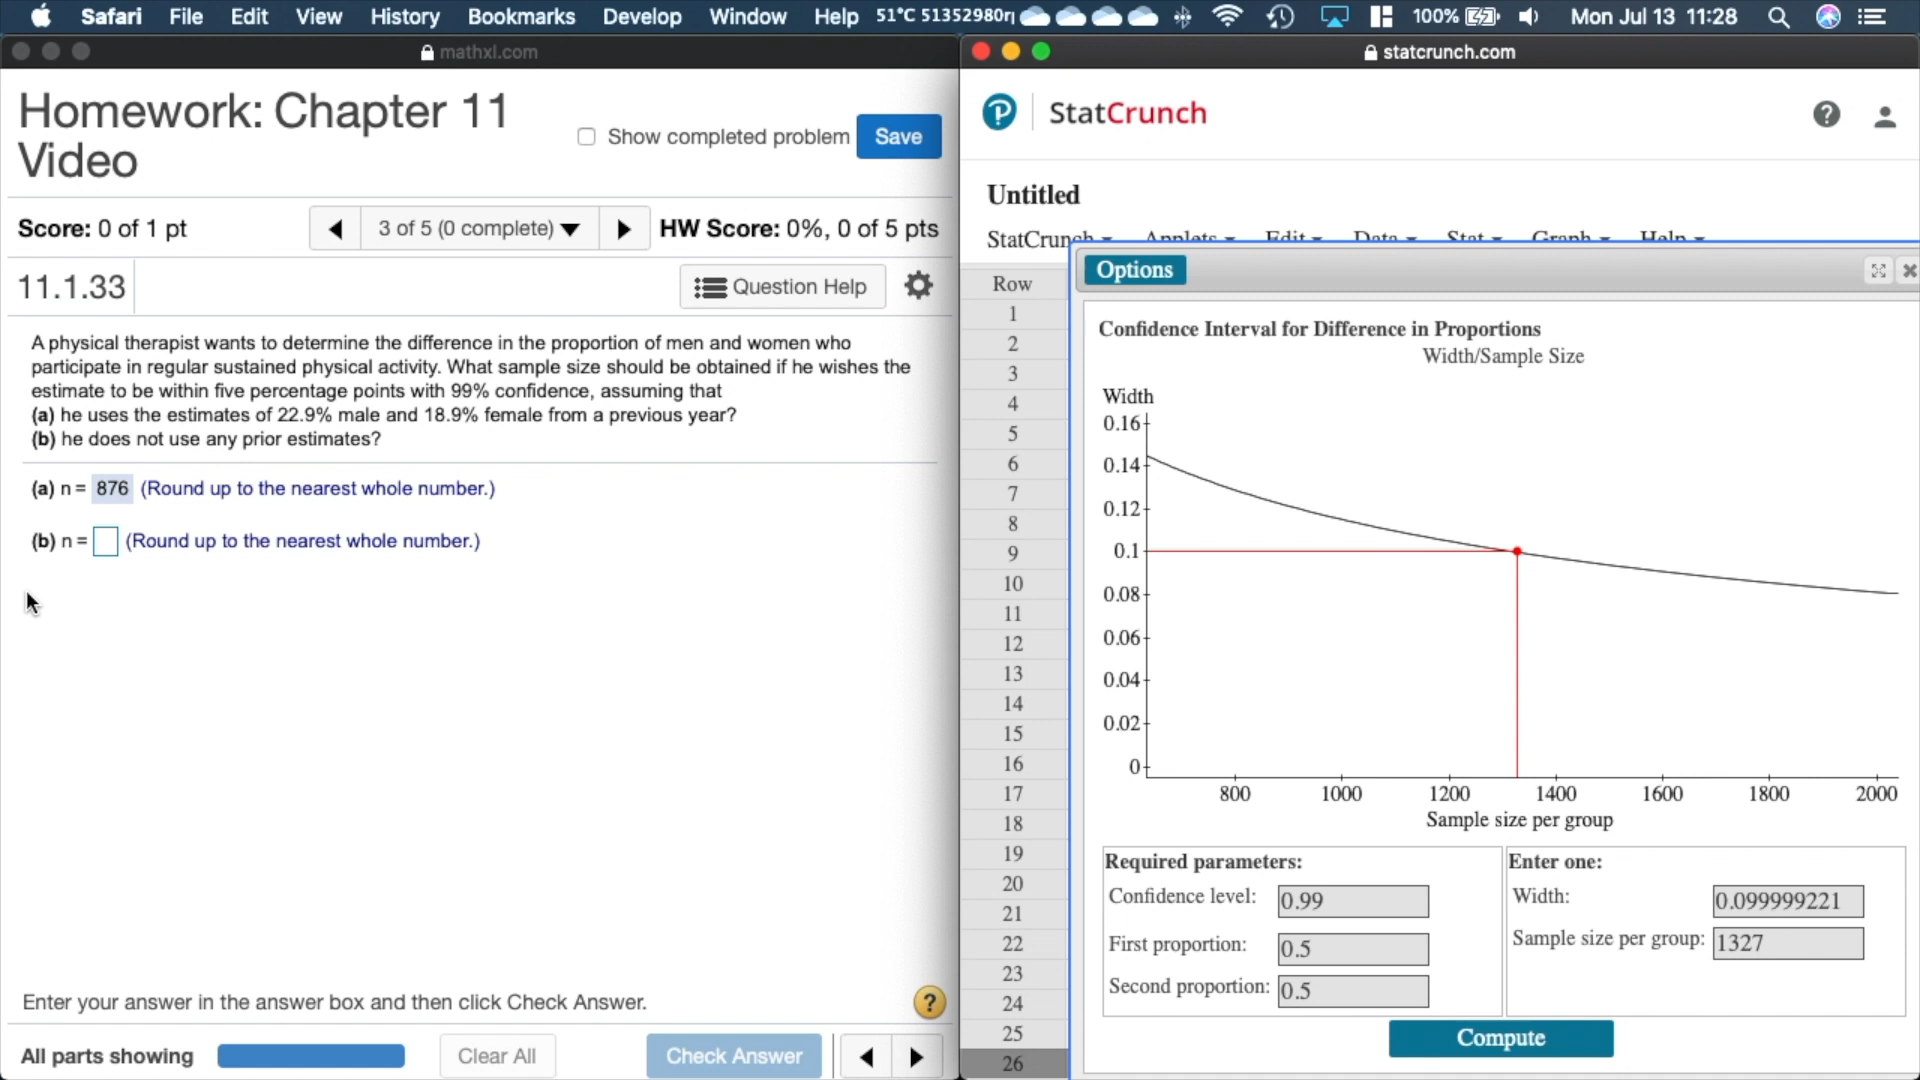 Safari File Edit View History Bookmarks Develop Window Help 51°C 51352980r 100% Mon Jul 13 11:28
mathxl.com
Homework: Chapter 11
Video
Show completed problem
Save
Score: 0 of 1 pt
3 of 5 (0 complete)
HW Score: 0%, 0 of 5 pts
11.1.33
Question Help
A physical therapist wants to determine the difference in the proportion of men and women who
participate in regular sustained physical activity. What sample size should be obtained if he wishes the
estimate to be within five percentage points with 99% confidence, assuming that
(a) he uses the estimates of 22.9% male and 18.9% female from a previous year?
(b) he does not use any prior estimates?
(a) n = 876 (Round up to the nearest whole number.)
(b) n = (Round up to the nearest whole number.)
Enter your answer in the answer box and then click Check Answer.
?
All parts showing
Clear All
Check Answer
statcrunch.com
P
StatCrunch
?
Untitled
StatCrunch Applets Edit Data Stat Graph Help
Row
1
2
3
4
5
6
7
8
9
10
11
12
13
14
15
16
17
18
19
20
21
22
23
24
25
26
Options
Confidence Interval for Difference in Proportions
Width/Sample Size
Width
0.16
0.14
0.12
0.1
0.08
0.06
0.04
0.02
0
800 1000 1200 1400 1600 1800 2000
Sample size per group
Required parameters:
Confidence level: 0.99
First proportion: 0.5
Second proportion: 0.5
Enter one:
Width: 0.099999221
Sample size per group: 1327
Compute